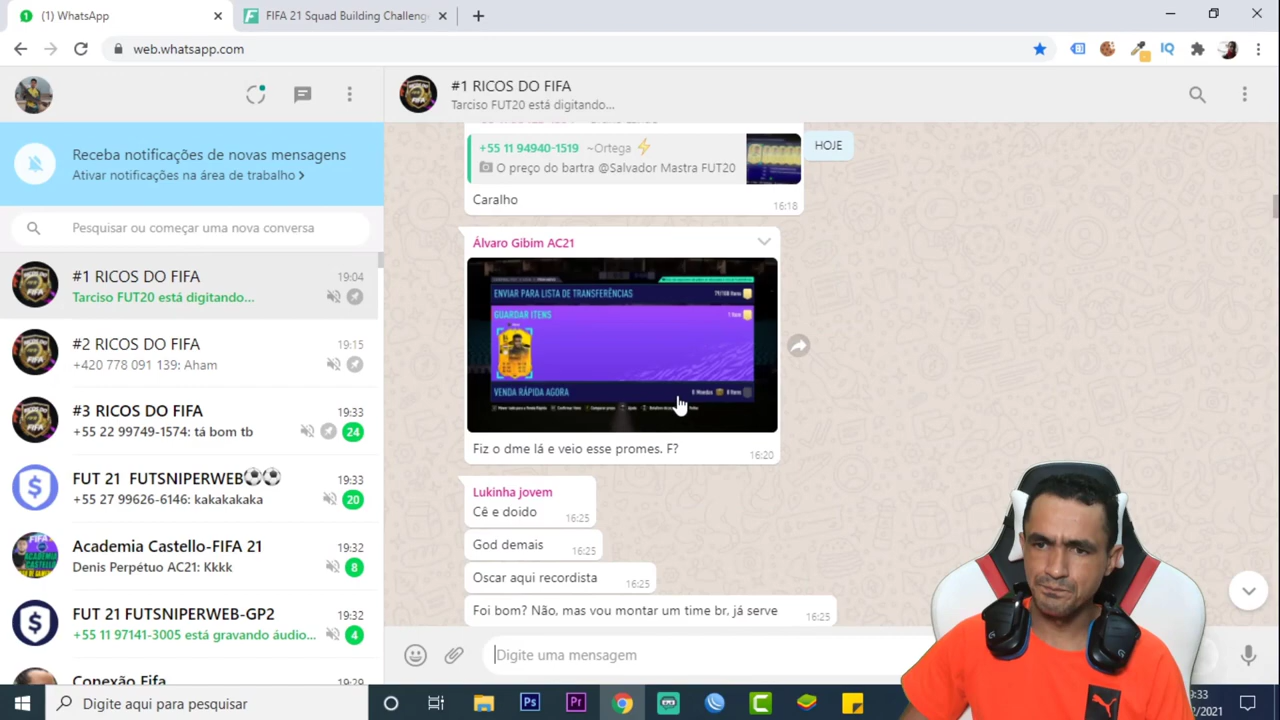 (1) WhatsApp
FIFA 21 Squad Building Challeng
web.whatsapp.com
IQ
#1 RICOS DO FIFA
Tarciso FUT20 está digitando...
Receba notificações de novas mensagens
Ativar notificações na área de trabalho >
Pesquisar ou começar uma nova conversa
#1 RICOS DO FIFA 19:04
Tarciso FUT20 está digitando...
#2 RICOS DO FIFA 19:15
+420 778 091 139: Aham
#3 RICOS DO FIFA 19:33
+55 22 99749-1574: tá bom tb 24
FUT 21 FUTSNIPERWEB⚽⚽ 19:33
+55 27 99626-6146: kakakakaka 20
Academia Castello-FIFA 21 19:32
Denis Perpétuo AC21: Kkkk 8
FUT 21 FUTSNIPERWEB-GP2 19:32
+55 11 97141-3005 está gravando áudio... 4
Conexão Fifa 19:29
HOJE
+55 11 94940-1519 ~Ortega ⚡
O preço do bartra @Salvador Mastra FUT20
Caralho
16:18
Álvaro Gibim AC21
ENVIAR PARA LISTA DE TRANSFERÊNCIAS
GUARDAR ITENS
VENDA RÁPIDA AGORA
Fiz o dme lá e veio esse promes. F?
16:20
Lukinha jovem
Cê e doido
16:25
God demais
16:25
Oscar aqui recordista
16:25
Foi bom? Não, mas vou montar um time br, já serve
16:25
Digite uma mensagem
Digite aqui para pesquisar
Ps
Pr